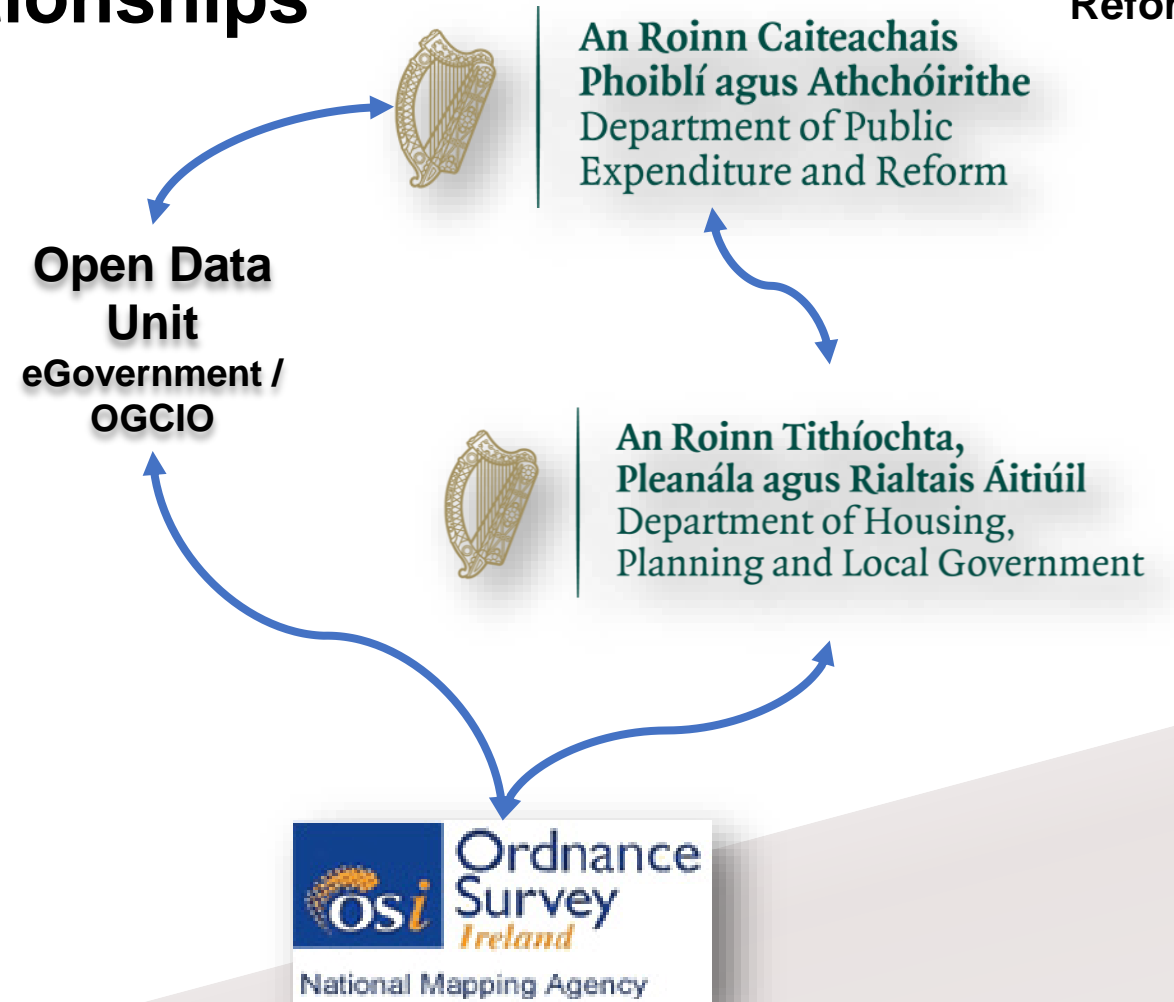 An Roinn Caiteachais
Phoiblí agus Athchóirithe
Department of Public
Expenditure and Reform
Open Data
Unit
eGovernment /
OGCIO
An Roinn Tithíochta,
Pleanála agus Rialtais Áitiúil
Department of Housing,
Planning and Local Government
osi
Ordnance
Survey
Ireland
National Mapping Agency